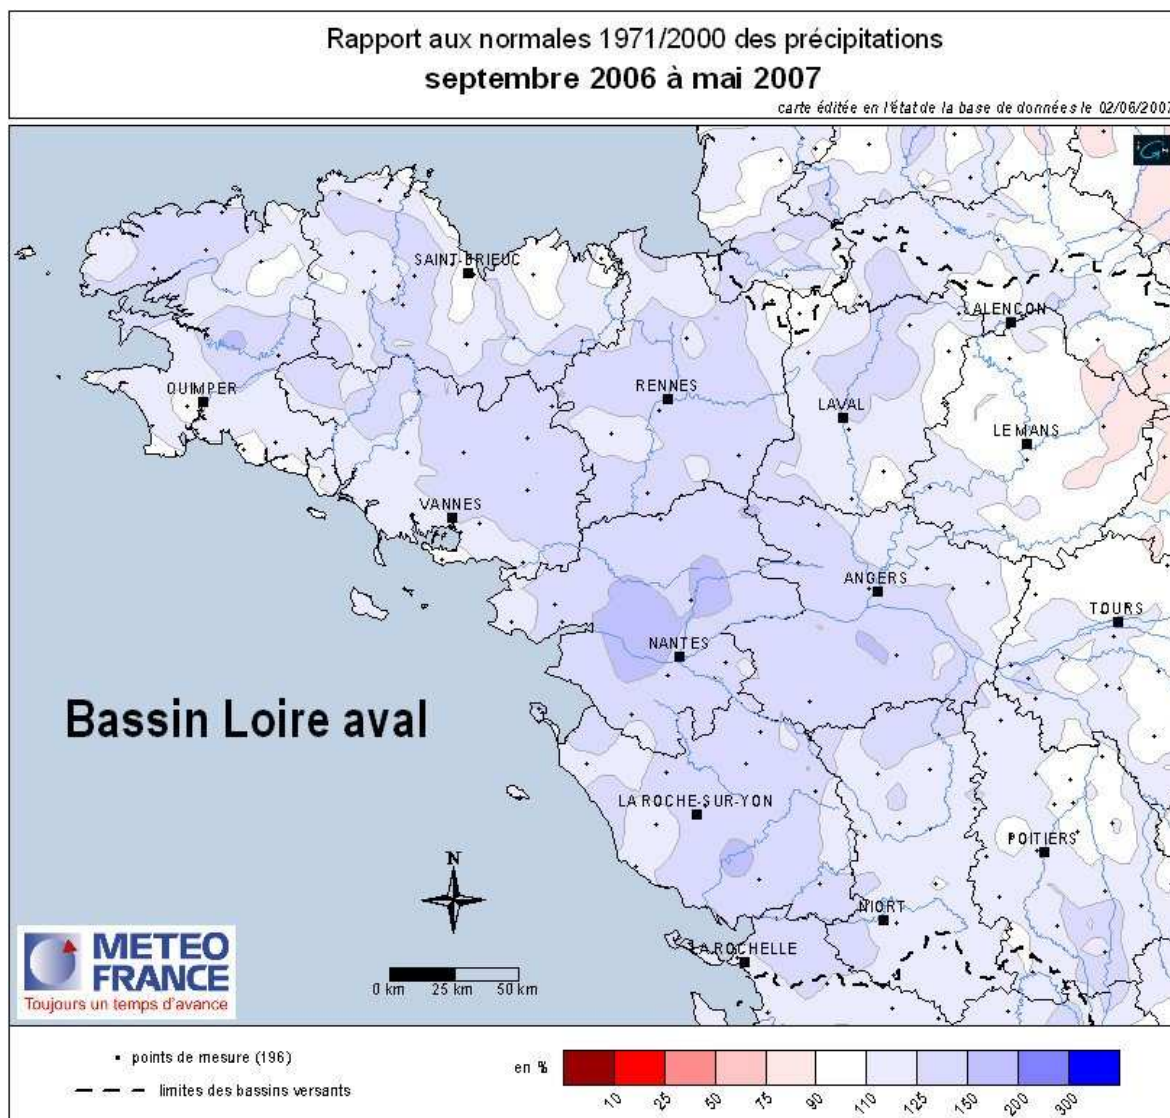 Rapport aux normales 1971/2000 des précipitations
septembre 2006 à mai 2007
carte éditée en l'état de la base de données le 02/06/2007
SAINT-BRIEUC
ALENCON
QUIMPER
RENNES
LAVAL
LE MANS
VANNES
ANGERS
TOURS
NANTES
Bassin Loire aval
LA ROCHE-SUR-YON
POITIERS
N
NIORT
LA ROCHELLE
METEO
FRANCE
Toujours un temps d'avance
0 km 25 km 50 km
points de mesure (196)
limites des bassins versants
en %
10 25 50 75 90 110 125 150 200 300